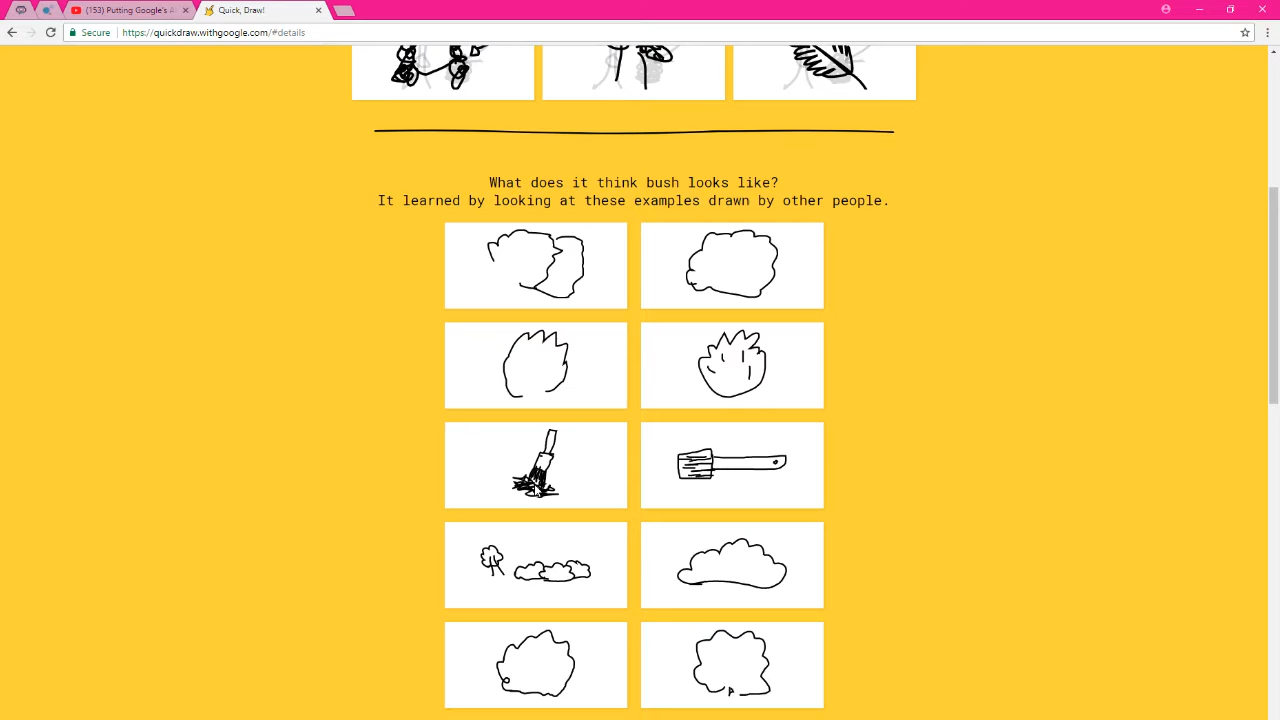 (153) Putting Google's A
Quick, Draw!
Secure
https://quickdraw.withgoogle.com/#details
What does it think bush looks like?
It learned by looking at these examples drawn by other people.